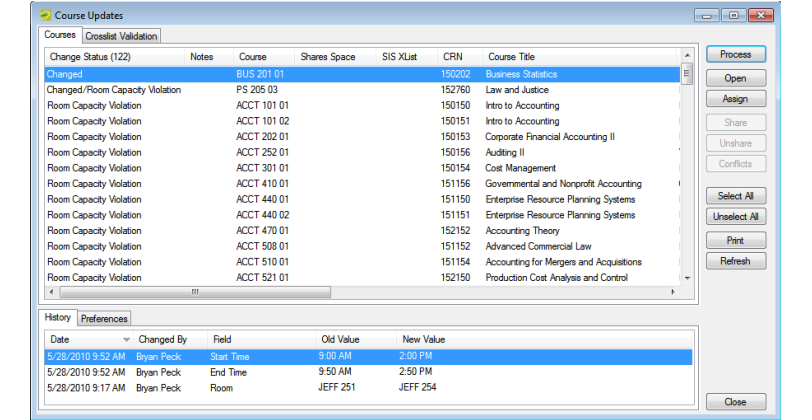 Course Updates
Courses Crosslist Validation
Change Status (122) Notes Course Shares Space SIS XList CRN Course Title
Changed BUS 201 01 150202 Business Statistics
Changed/Room Capacity Violation PS 205 03 152760 Law and Justice
Room Capacity Violation ACCT 101 01 150150 Intro to Accounting
Room Capacity Violation ACCT 101 02 150151 Intro to Accounting
Room Capacity Violation ACCT 202 01 150153 Corporate Financial Accounting II
Room Capacity Violation ACCT 252 01 150156 Auditing II
Room Capacity Violation ACCT 301 01 150154 Cost Management
Room Capacity Violation ACCT 410 01 151156 Governmental and Nonprofit Accounting
Room Capacity Violation ACCT 440 01 151150 Enterprise Resource Planning Systems
Room Capacity Violation ACCT 440 02 151151 Enterprise Resource Planning Systems
Room Capacity Violation ACCT 470 01 152152 Accounting Theory
Room Capacity Violation ACCT 508 01 151152 Advanced Commercial Law
Room Capacity Violation ACCT 510 01 151154 Accounting for Mergers and Acquisitions
Room Capacity Violation ACCT 521 01 152150 Production Cost Analysis and Control
Process
Open
Assign
Share
Unshare
Conflicts
Select All
Unselect All
Print
Refresh
History Preferences
Date Changed By Field Old Value New Value
5/28/2010 9:52 AM Bryan Peck Start Time 9:00 AM 2:00 PM
5/28/2010 9:52 AM Bryan Peck End Time 9:50 AM 2:50 PM
5/28/2010 9:17 AM Bryan Peck Room JEFF 251 JEFF 254
Close